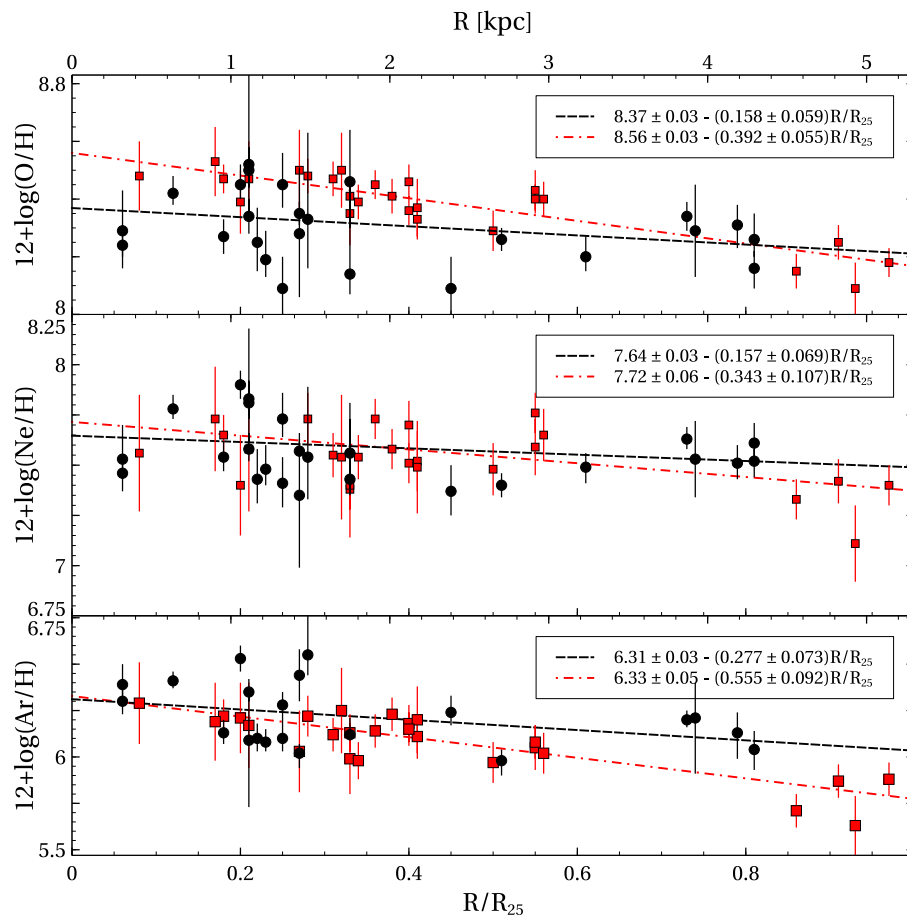 R [kpc]
0 1 2 3 4 5
8.8
8
12+log(O/H)
8.37 ± 0.03 - (0.158 ± 0.059)R/R25
8.56 ± 0.03 - (0.392 ± 0.055)R/R25
8.25
8
7
6.75
12+log(Ne/H)
7.64 ± 0.03 - (0.157 ± 0.069)R/R25
7.72 ± 0.06 - (0.343 ± 0.107)R/R25
6.75
6
5.5
12+log(Ar/H)
6.31 ± 0.03 - (0.277 ± 0.073)R/R25
6.33 ± 0.05 - (0.555 ± 0.092)R/R25
0 0.2 0.4 0.6 0.8
R/R25